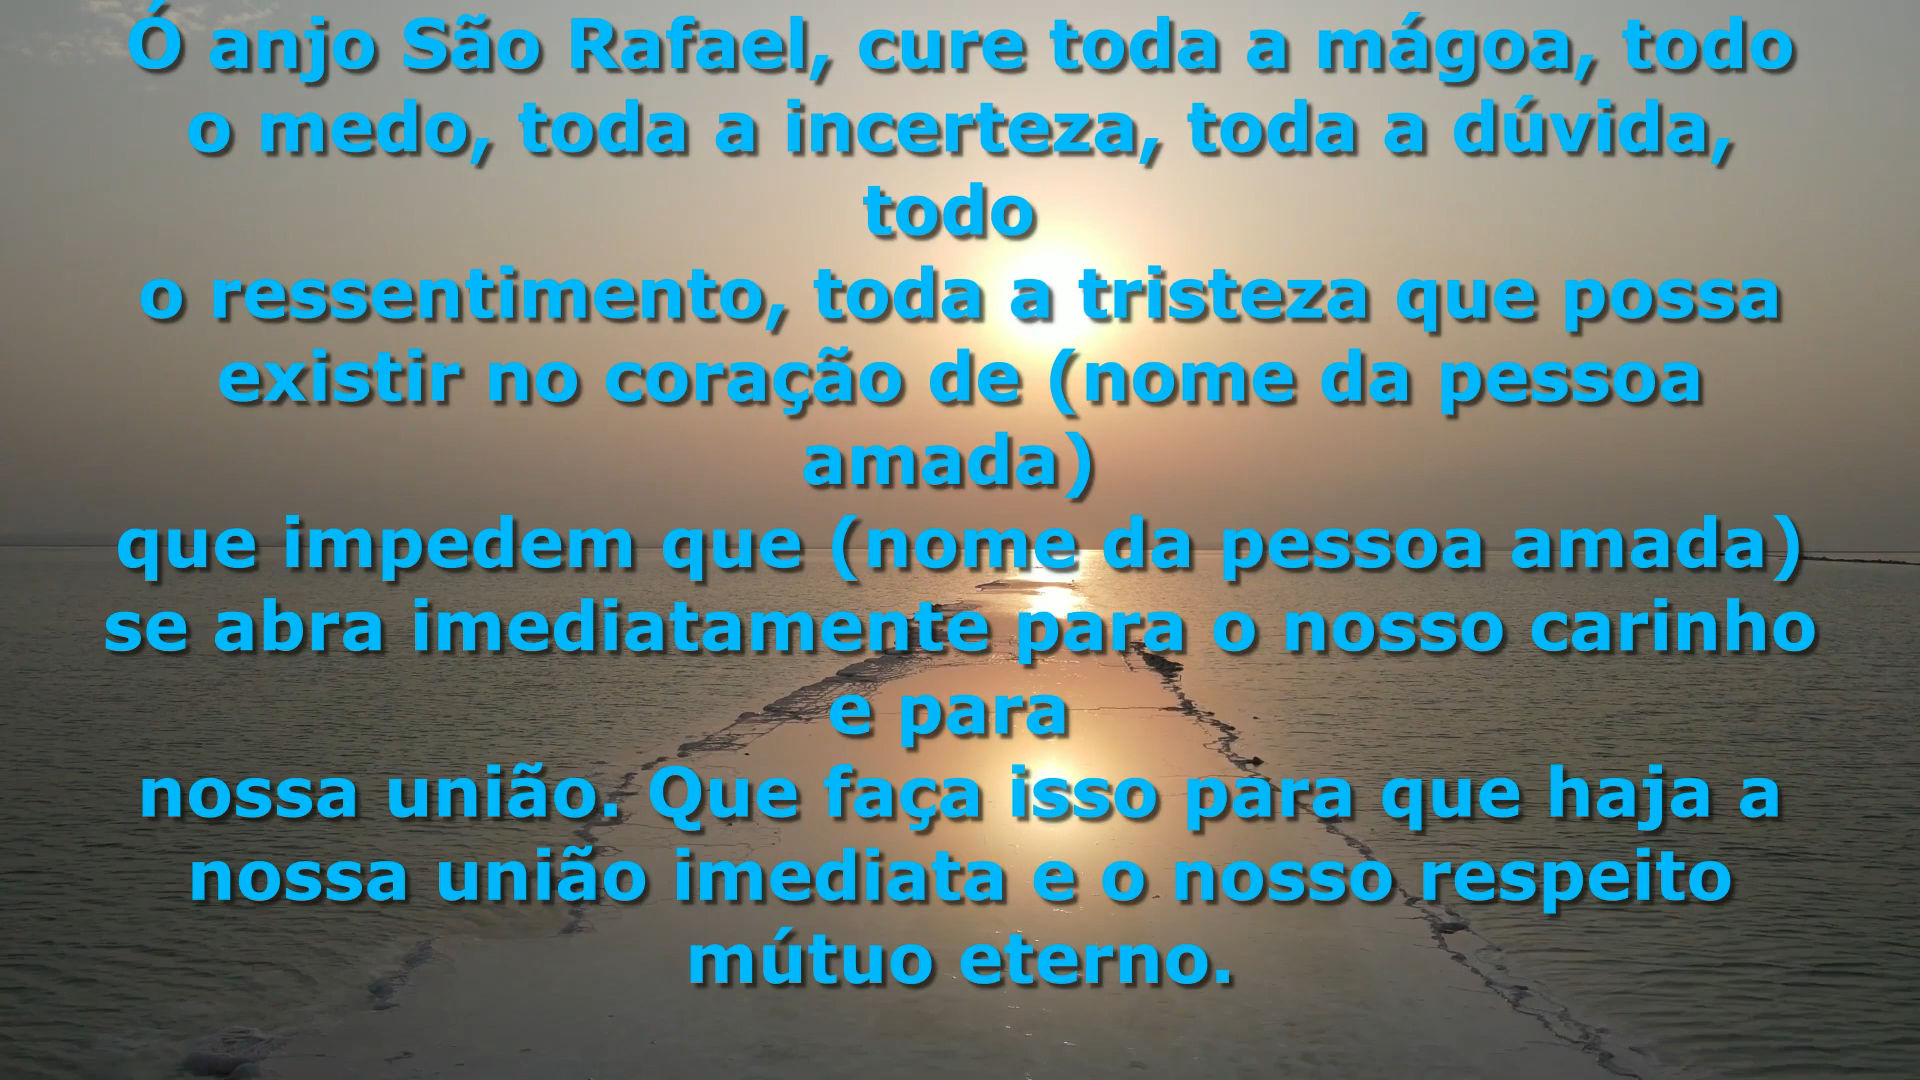 Ó anjo São Rafael, cure toda a mágoa, todo
o medo, toda a incerteza, toda a dúvida,
todo
o ressentimento, toda a tristeza que possa
existir no coração de (nome da pessoa
amada)
que impedem que (nome da pessoa amada)
se abra imediatamente para o nosso carinho
e para
nossa união. Que faça isso para que haja a
nossa união imediata e o nosso respeito
mútuo eterno.